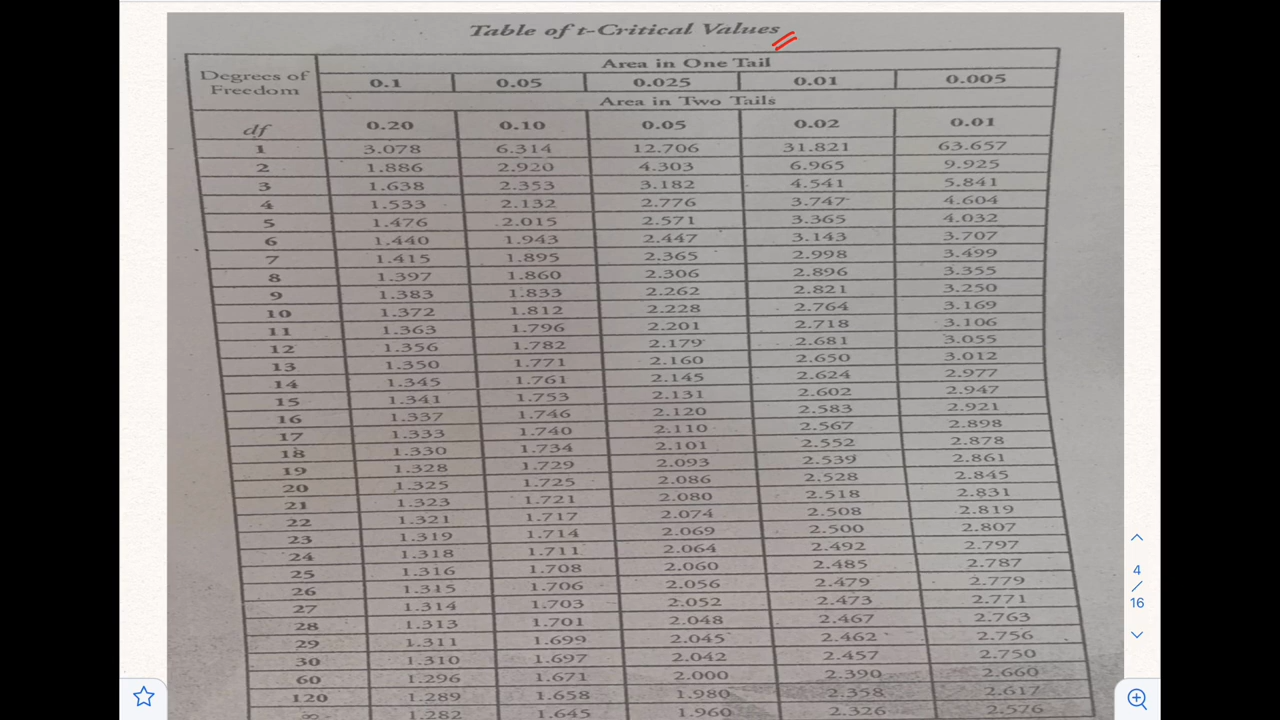 Table of t-Critical Values
Degrees of Freedom Area in One Tail
0.1 0.05 0.025 0.01 0.005
Area in Two Tails
df 0.20 0.10 0.05 0.02 0.01
1 3.078 6.314 12.706 31.821 63.657
2 1.886 2.920 4.303 6.965 9.925
3 1.638 2.353 3.182 4.541 5.841
4 1.533 2.132 2.776 3.747 4.604
5 1.476 2.015 2.571 3.365 4.032
6 1.440 1.943 2.447 3.143 3.707
7 1.415 1.895 2.365 2.998 3.499
8 1.397 1.860 2.306 2.896 3.355
9 1.383 1.833 2.262 2.821 3.250
10 1.372 1.812 2.228 2.764 3.169
11 1.363 1.796 2.201 2.718 3.106
12 1.356 1.782 2.179 2.681 3.055
13 1.350 1.771 2.160 2.650 3.012
14 1.345 1.761 2.145 2.624 2.977
15 1.341 1.753 2.131 2.602 2.947
16 1.337 1.746 2.120 2.583 2.921
17 1.333 1.740 2.110 2.567 2.898
18 1.330 1.734 2.101 2.552 2.878
19 1.328 1.729 2.093 2.539 2.861
20 1.325 1.725 2.086 2.528 2.845
21 1.323 1.721 2.080 2.518 2.831
22 1.321 1.717 2.074 2.508 2.819
23 1.319 1.714 2.069 2.500 2.807
24 1.318 1.711 2.064 2.492 2.797
25 1.316 1.708 2.060 2.485 2.787
26 1.315 1.706 2.056 2.479 2.779
27 1.314 1.703 2.052 2.473 2.771
28 1.313 1.701 2.048 2.467 2.763
29 1.311 1.699 2.045 2.462 2.756
30 1.310 1.697 2.042 2.457 2.750
60 1.296 1.671 2.000 2.390 2.660
120 1.289 1.658 1.980 2.358 2.617
∞ 1.282 1.645 1.960 2.326 2.576
4
/
16